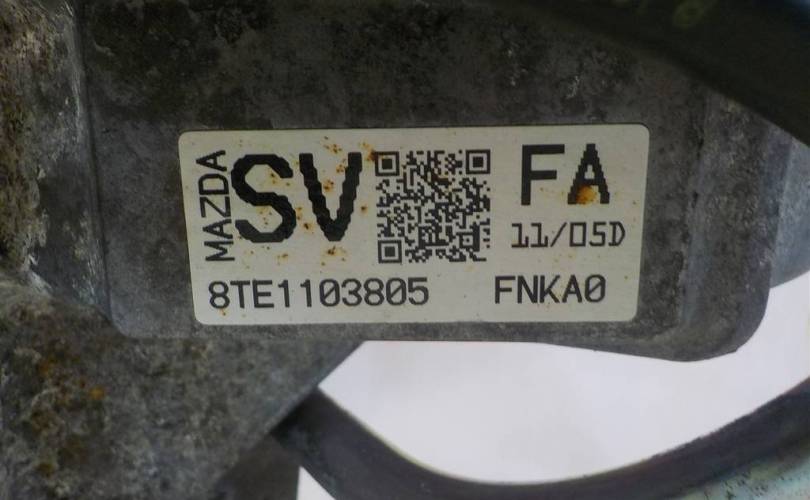 MAZDA
SV
FA
11/05D
8TE1103805
FNKA0